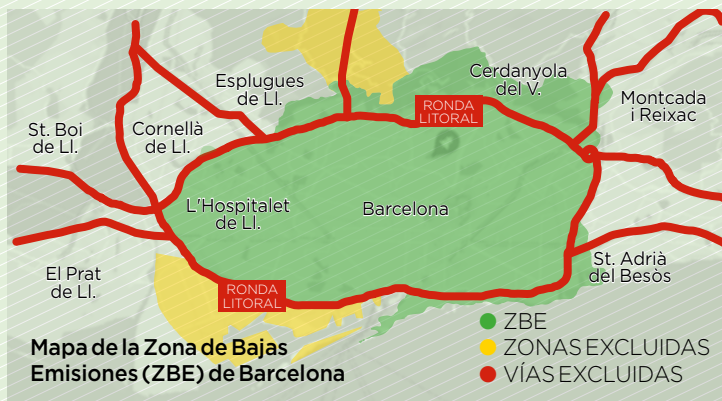 Esplugues
de Ll.
Cerdanyola
del V.
RONDA
LITORAL
Montcada
i Reixac
St. Boi
de Ll.
Cornellà
de Ll.
L'Hospitalet
de Ll.
Barcelona
El Prat
de Ll.
RONDA
LITORAL
St. Adrià
del Besòs
Mapa de la Zona de Bajas
Emisiones (ZBE) de Barcelona
ZBE
ZONAS EXCLUIDAS
VÍAS EXCLUIDAS